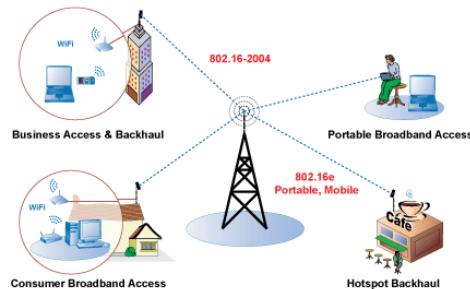 WiFi
802.16-2004
Business Access & Backhaul
Portable Broadband Access
802.16e
Portable, Mobile
WiFi
Cafe
Consumer Broadband Access
Hotspot Backhaul